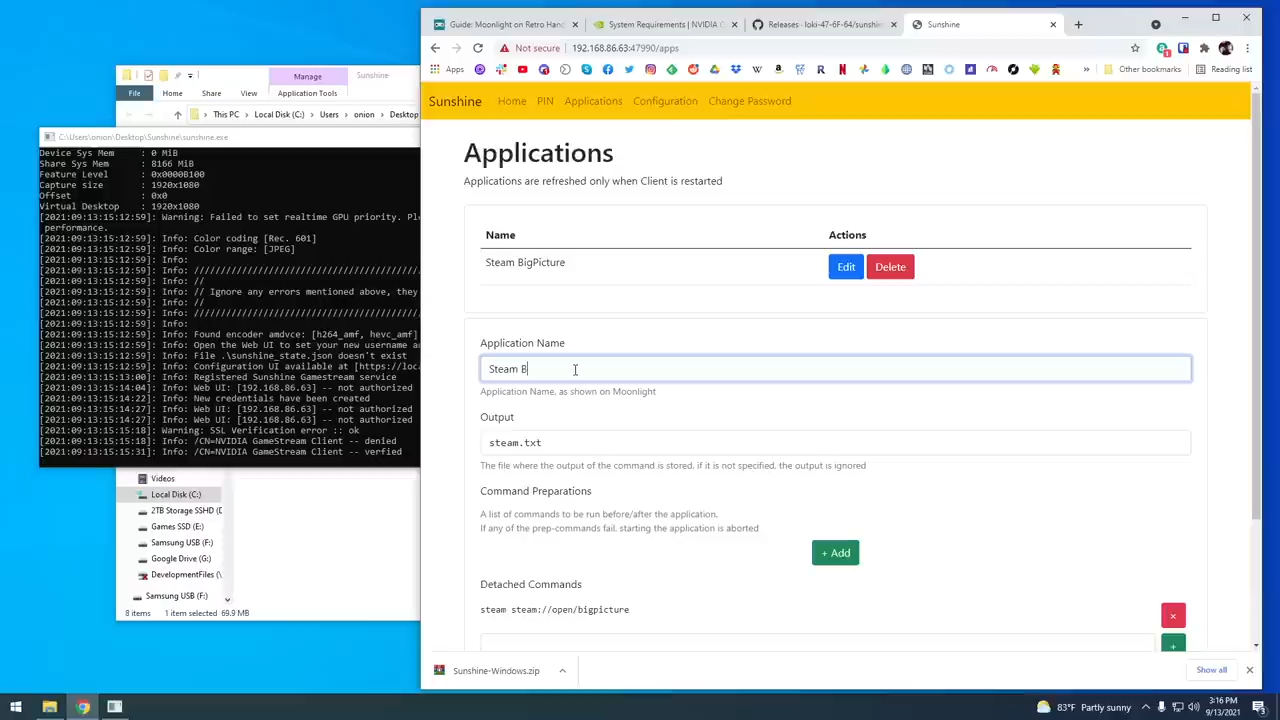 Guide: Moonlight on Retro Han
System Requirements | NVIDIA G
Releases · loki-47-6F-64/sunshin
Sunshine
Not secure
192.168.86.63:47990/apps
Apps
Other bookmarks
Reading list
Manage
Sunshine
File
Home
Share
View
Application Tools
This PC
Local Disk (C:)
Users
onion
Desktop
C:\Users\onion\Desktop\Sunshine\sunshine.exe
Device Sys Mem : 0 MiB
Share Sys Mem : 8166 MiB
Feature Level : 0x0000B100
Capture size : 1920x1080
Offset : 0x0
Virtual Desktop : 1920x1080
[2021:09:13:15:12:59]: Warning: Failed to set realtime GPU priority. Ple
performance.
[2021:09:13:15:12:59]: Info: Color coding [Rec. 601]
[2021:09:13:15:12:59]: Info: Color range: [JPEG]
[2021:09:13:15:12:59]: Info:
[2021:09:13:15:12:59]: Info: //////////////////////////////////////////////
[2021:09:13:15:12:59]: Info: //
[2021:09:13:15:12:59]: Info: // Ignore any errors mentioned above, they
[2021:09:13:15:12:59]: Info: //
[2021:09:13:15:12:59]: Info: //////////////////////////////////////////////
[2021:09:13:15:12:59]: Info:
[2021:09:13:15:12:59]: Info: Found encoder amdvce: [h264_amf, hevc_amf]
[2021:09:13:15:12:59]: Info: Open the Web UI to set your new username a
[2021:09:13:15:12:59]: Info: File .\sunshine_state.json doesn't exist
[2021:09:13:15:12:59]: Info: Configuration UI available at [https://loca
[2021:09:13:15:13:00]: Info: Registered Sunshine Gamestream service
[2021:09:13:15:14:04]: Info: Web UI: [192.168.86.63] -- not authorized
[2021:09:13:15:14:22]: Info: New credentials have been created
[2021:09:13:15:14:27]: Info: Web UI: [192.168.86.63] -- not authorized
[2021:09:13:15:14:27]: Info: Web UI: [192.168.86.63] -- not authorized
[2021:09:13:15:15:18]: Warning: SSL Verification error :: ok
[2021:09:13:15:15:18]: Info: /CN=NVIDIA GameStream Client -- denied
[2021:09:13:15:15:31]: Info: /CN=NVIDIA GameStream Client -- verfied
Videos
Local Disk (C:)
2TB Storage SSHD (D
Games SSD (E:)
Samsung USB (F:)
Google Drive (G:)
DevelopmentFiles (\
Samsung USB (F:)
8 items
1 item selected 69.9 MB
Sunshine
Home
PIN
Applications
Configuration
Change Password
Applications
Applications are refreshed only when Client is restarted
Name
Actions
Steam BigPicture
Edit
Delete
Application Name
Steam B
Application Name, as shown on Moonlight
Output
steam.txt
The file where the output of the command is stored, if it is not specified, the output is ignored
Command Preparations
A list of commands to be run before/after the application.
If any of the prep-commands fail, starting the application is aborted
+ Add
Detached Commands
steam steam://open/bigpicture
×
+
Sunshine-Windows.zip
Show all
83°F Partly sunny
3:16 PM
9/13/2021